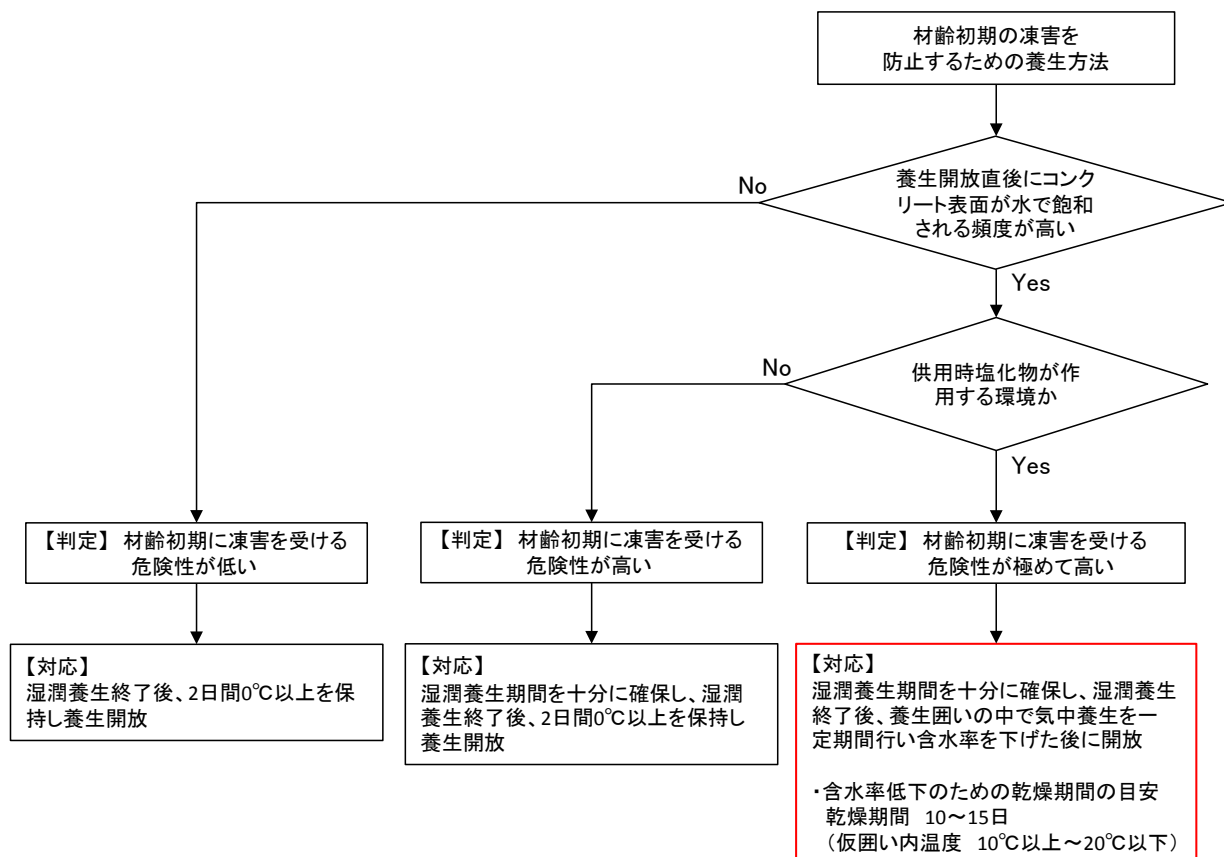 材齢初期の凍害を
防止するための養生方法
養生開放直後にコンク
リート表面が水で飽和
される頻度が高い
No
Yes
供用時塩化物が作
用する環境か
No
Yes
【判定】 材齢初期に凍害を受ける
危険性が低い
【判定】 材齢初期に凍害を受ける
危険性が高い
【判定】 材齢初期に凍害を受ける
危険性が極めて高い
【対応】
湿潤養生終了後、2日間0℃以上を保
持し養生開放
【対応】
湿潤養生期間を十分に確保し、湿潤
養生終了後、2日間0℃以上を保持し
養生開放
【対応】
湿潤養生期間を十分に確保し、湿潤養生
終了後、養生囲いの中で気中養生を一
定期間行い含水率を下げた後に開放
・含水率低下のための乾燥期間の目安
乾燥期間 10～15日
（仮囲い内温度 10℃以上～20℃以下）